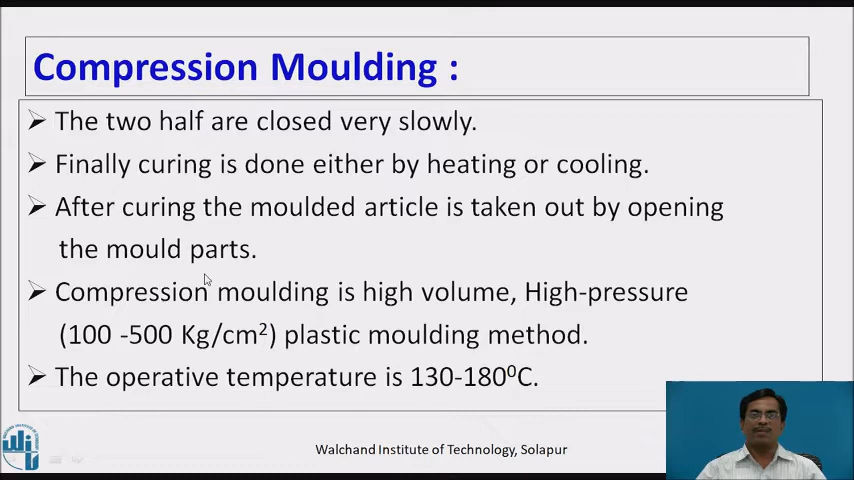 Compression Moulding :
➢ The two half are closed very slowly.
➢ Finally curing is done either by heating or cooling.
➢ After curing the moulded article is taken out by opening
the mould parts.
➢ Compression moulding is high volume, High-pressure
(100 -500 Kg/cm²) plastic moulding method.
➢ The operative temperature is 130-180⁰C.
Walchand Institute of Technology, Solapur